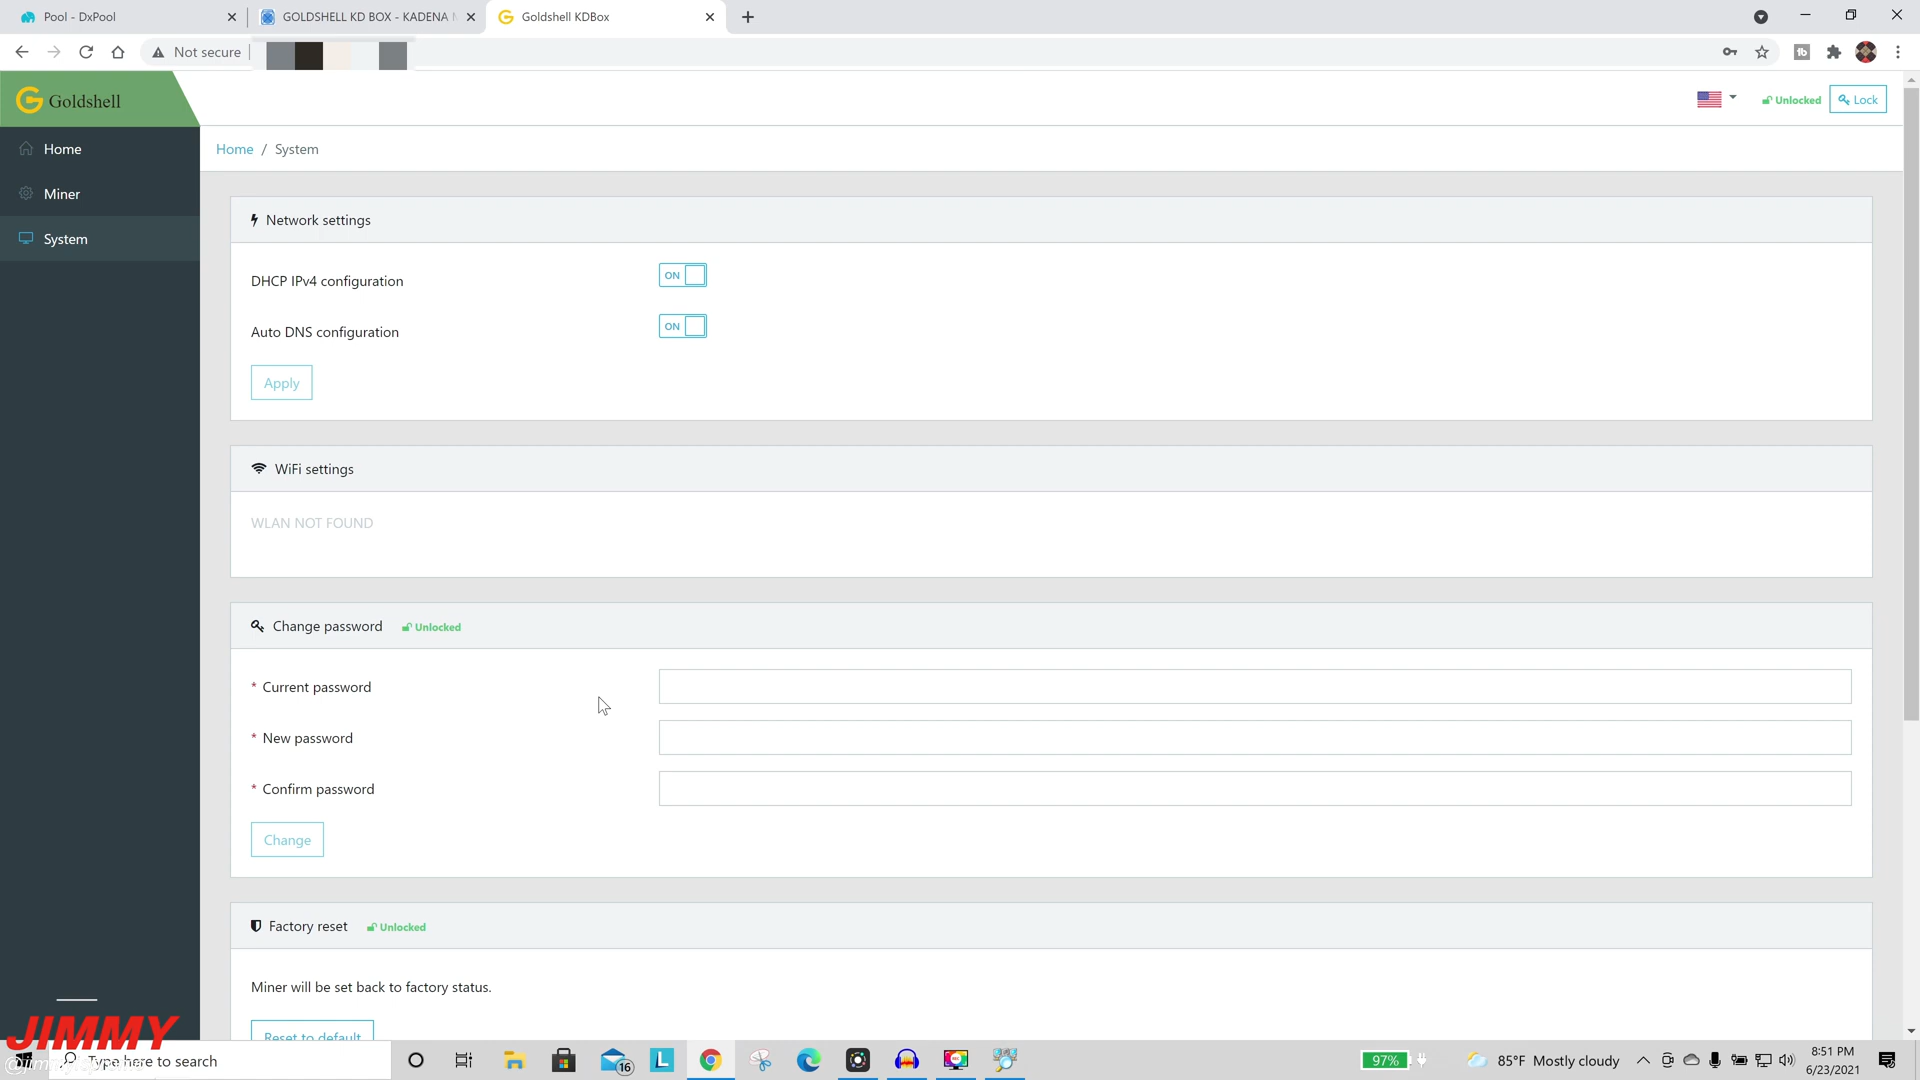 Pool - DxPool
GOLDSHELL KD BOX - KADENA
Goldshell KDBox
Not secure
Goldshell
Unlocked
Lock
Home
Miner
System
Home / System
Network settings
DHCP IPv4 configuration
ON
Auto DNS configuration
ON
Apply
WiFi settings
WLAN NOT FOUND
Change password
Unlocked
* Current password
* New password
* Confirm password
Change
Factory reset
Unlocked
Miner will be set back to factory status.
Reset to default
JIMMY
Type here to search
16
L
97%
85°F Mostly cloudy
8:51 PM
6/23/2021